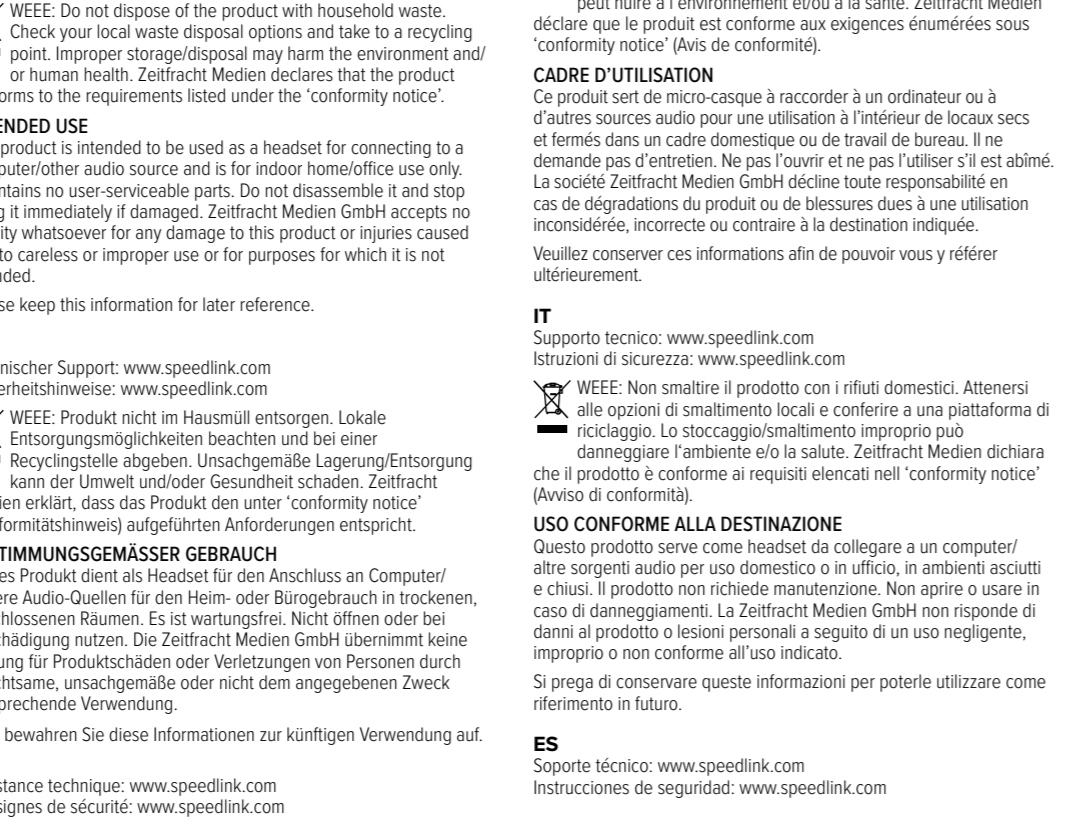 WEEE: Do not dispose of the product with household waste.
Check your local waste disposal options and take to a recycling
point. Improper storage/disposal may harm the environment and/
or human health. Zeitfracht Medien declares that the product
orms to the requirements listed under the ‘conformity notice’.
ENDED USE
product is intended to be used as a headset for connecting to a
puter/other audio source and is for indoor home/office use only.
ntains no user-serviceable parts. Do not disassemble it and stop
g it immediately if damaged. Zeitfracht Medien GmbH accepts no
ity whatsoever for any damage to this product or injuries caused
to careless or improper use or for purposes for which it is not
nded.
se keep this information for later reference.
nischer Support: www.speedlink.com
erheitshinweise: www.speedlink.com
WEEE: Produkt nicht im Hausmüll entsorgen. Lokale
Entsorgungsmöglichkeiten beachten und bei einer
Recyclingstelle abgeben. Unsachgemäße Lagerung/Entsorgung
kann der Umwelt und/oder Gesundheit schaden. Zeitfracht
ien erklärt, dass das Produkt den unter ‘conformity notice’
formitätshinweis) aufgeführten Anforderungen entspricht.
TIMMUNGSGEMÄSSER GEBRAUCH
es Produkt dient als Headset für den Anschluss an Computer/
ere Audio-Quellen für den Heim- oder Bürogebrauch in trockenen,
chlossenen Räumen. Es ist wartungsfrei. Nicht öffnen oder bei
chädigung nutzen. Die Zeitfracht Medien GmbH übernimmt keine
ung für Produktschäden oder Verletzungen von Personen durch
chtsame, unsachgemäße oder nicht dem angegebenen Zweck
prechende Verwendung.
bewahren Sie diese Informationen zur künftigen Verwendung auf.
stance technique: www.speedlink.com
signes de sécurité: www.speedlink.com
peut nuire à l’environnement et/ou à la santé. Zeitfracht Medien
déclare que le produit est conforme aux exigences énumérées sous
‘conformity notice’ (Avis de conformité).
CADRE D’UTILISATION
Ce produit sert de micro-casque à raccorder à un ordinateur ou à
d’autres sources audio pour une utilisation à l’intérieur de locaux secs
et fermés dans un cadre domestique ou de travail de bureau. Il ne
demande pas d’entretien. Ne pas l’ouvrir et ne pas l’utiliser s’il est abîmé.
La société Zeitfracht Medien GmbH décline toute responsabilité en
cas de dégradations du produit ou de blessures dues à une utilisation
inconsidérée, incorrecte ou contraire à la destination indiquée.
Veuillez conserver ces informations afin de pouvoir vous y référer
ultérieurement.
IT
Supporto tecnico: www.speedlink.com
Istruzioni di sicurezza: www.speedlink.com
WEEE: Non smaltire il prodotto con i rifiuti domestici. Attenersi
alle opzioni di smaltimento locali e conferire a una piattaforma di
riciclaggio. Lo stoccaggio/smaltimento improprio può
danneggiare l‘ambiente e/o la salute. Zeitfracht Medien dichiara
che il prodotto è conforme ai requisiti elencati nell ‘conformity notice’
(Avviso di conformità).
USO CONFORME ALLA DESTINAZIONE
Questo prodotto serve come headset da collegare a un computer/
altre sorgenti audio per uso domestico o in ufficio, in ambienti asciutti
e chiusi. Il prodotto non richiede manutenzione. Non aprire o usare in
caso di danneggiamenti. La Zeitfracht Medien GmbH non risponde di
danni al prodotto o lesioni personali a seguito di un uso negligente,
improprio o non conforme all’uso indicato.
Si prega di conservare queste informazioni per poterle utilizzare come
riferimento in futuro.
ES
Soporte técnico: www.speedlink.com
Instrucciones de seguridad: www.speedlink.com